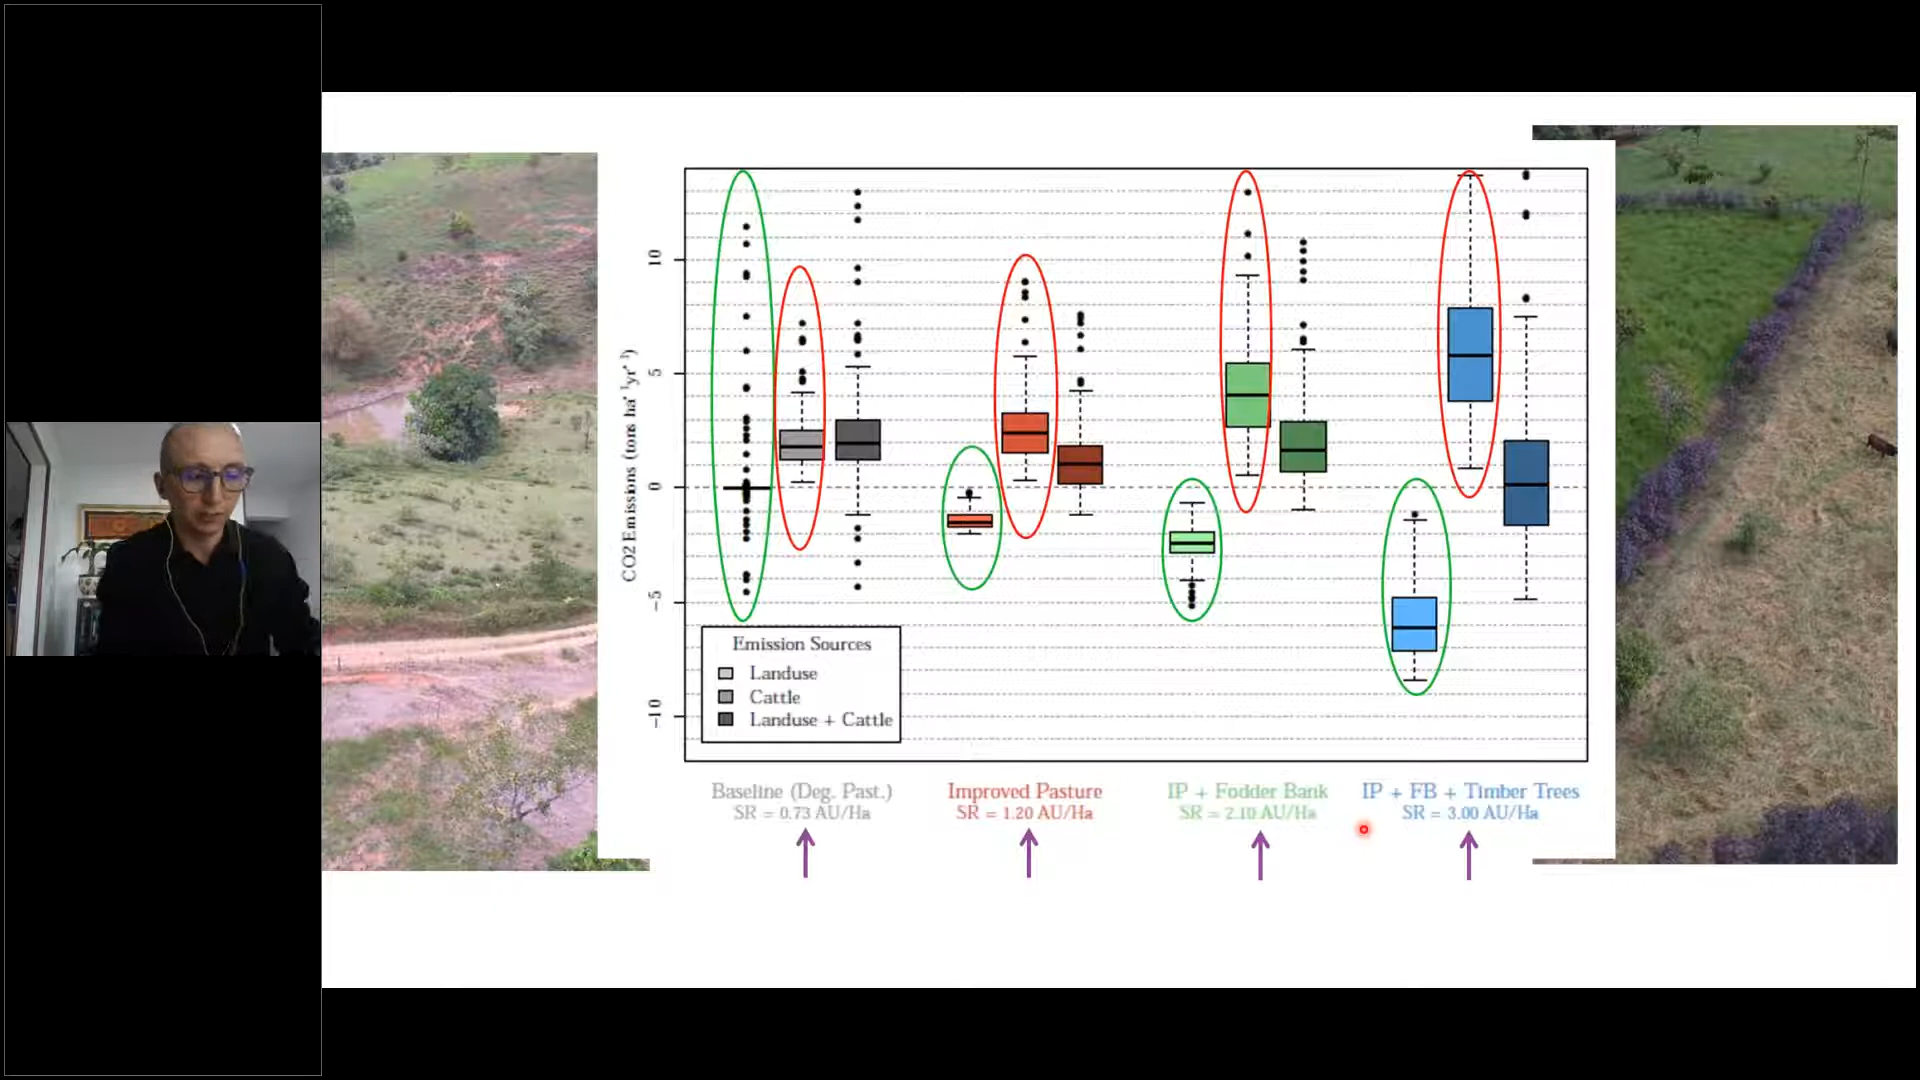 CO2 Emissions (tons ha⁻¹yr⁻¹)
10
5
0
-5
-10
Emission Sources
Landuse
Cattle
Landuse + Cattle
Baseline (Deg. Past.)
SR = 0.73 AU/Ha
Improved Pasture
SR = 1.20 AU/Ha
IP + Fodder Bank
SR = 2.10 AU/Ha
IP + FB + Timber Trees
SR = 3.00 AU/Ha